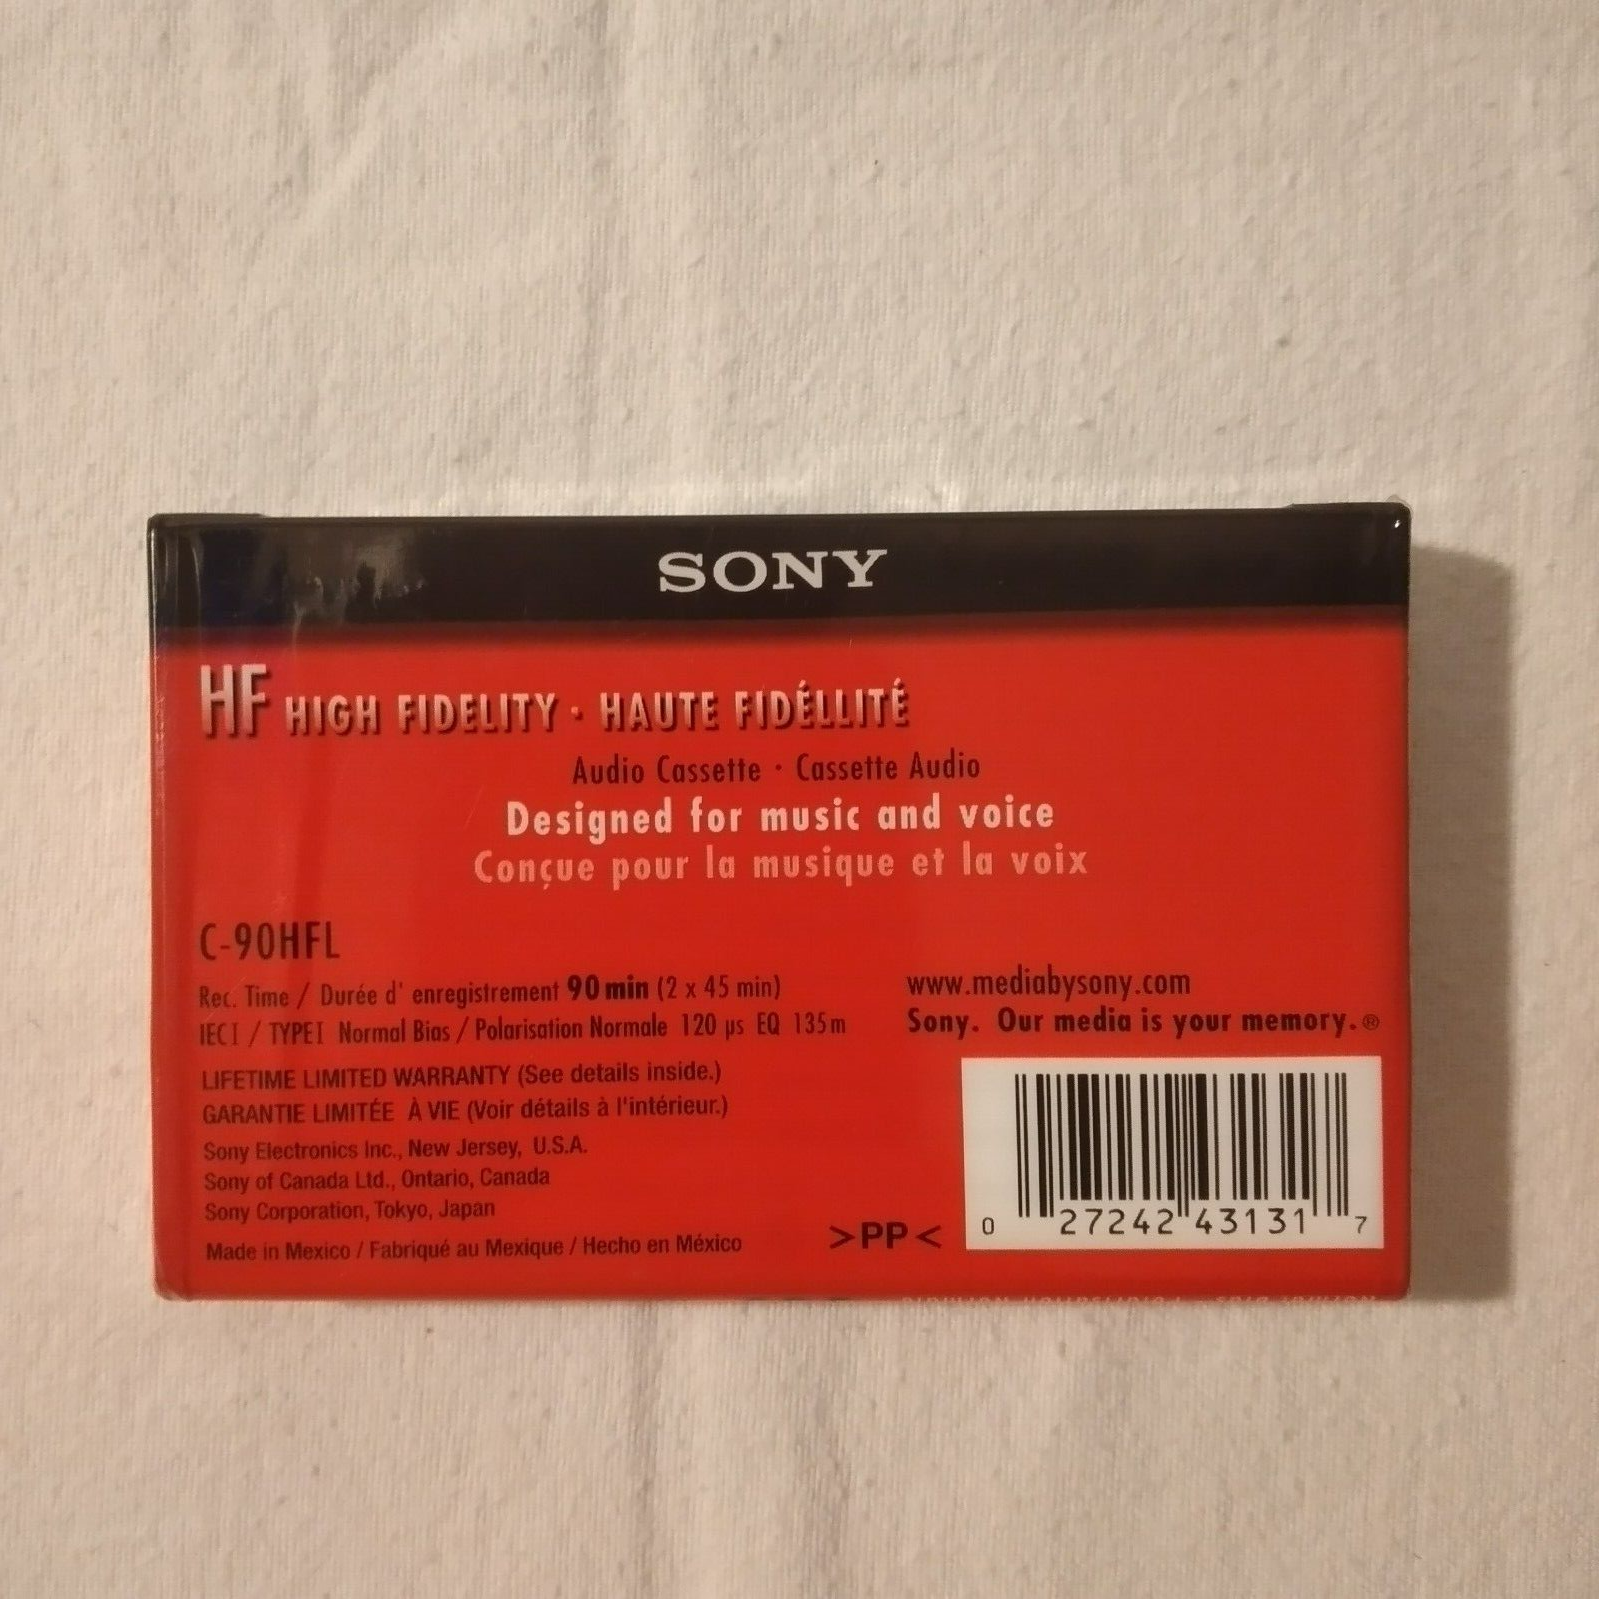 SONY
HF HIGH FIDELITY · HAUTE FIDÉLLITÉ
Audio Cassette · Cassette Audio
Designed for music and voice
Conçue pour la musique et la voix
C-90HFL
Rec. Time / Durée d' enregistrement 90 min (2 x 45 min)
IEC I / TYPE I Normal Bias / Polarisation Normale 120 µs EQ 135m
www.mediabysony.com
Sony. Our media is your memory.®
LIFETIME LIMITED WARRANTY (See details inside.)
GARANTIE LIMITÉE À VIE (Voir détails à l'intérieur.)
Sony Electronics Inc., New Jersey, U.S.A.
Sony of Canada Ltd., Ontario, Canada
Sony Corporation, Tokyo, Japan
Made in Mexico / Fabriqué au Mexique / Hecho en México
>PP<
0 27242 43131 7